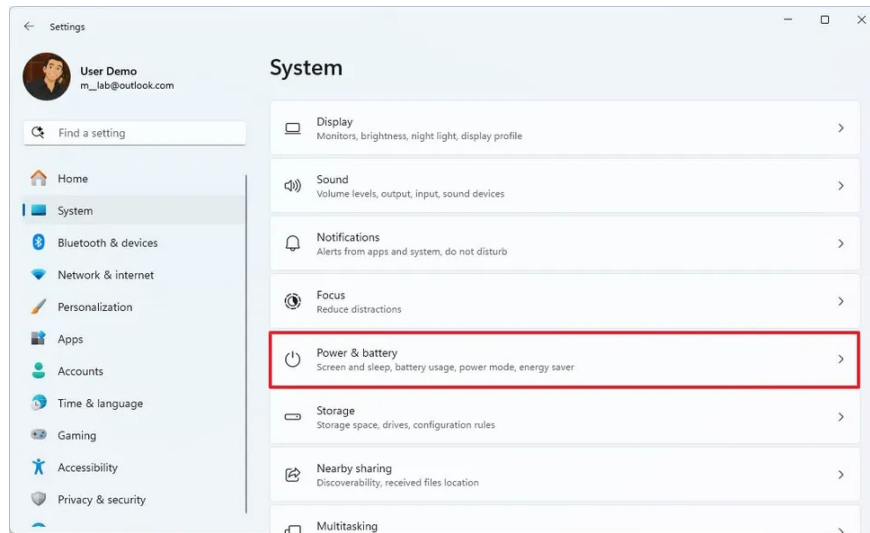 Settings
User Demo
m__lab@outlook.com
Find a setting
Home
System
Bluetooth & devices
Network & internet
Personalization
Apps
Accounts
Time & language
Gaming
Accessibility
Privacy & security
System
Display
Monitors, brightness, night light, display profile
Sound
Volume levels, output, input, sound devices
Notifications
Alerts from apps and system, do not disturb
Focus
Reduce distractions
Power & battery
Screen and sleep, battery usage, power mode, energy saver
Storage
Storage space, drives, configuration rules
Nearby sharing
Discoverability, received files location
Multitasking